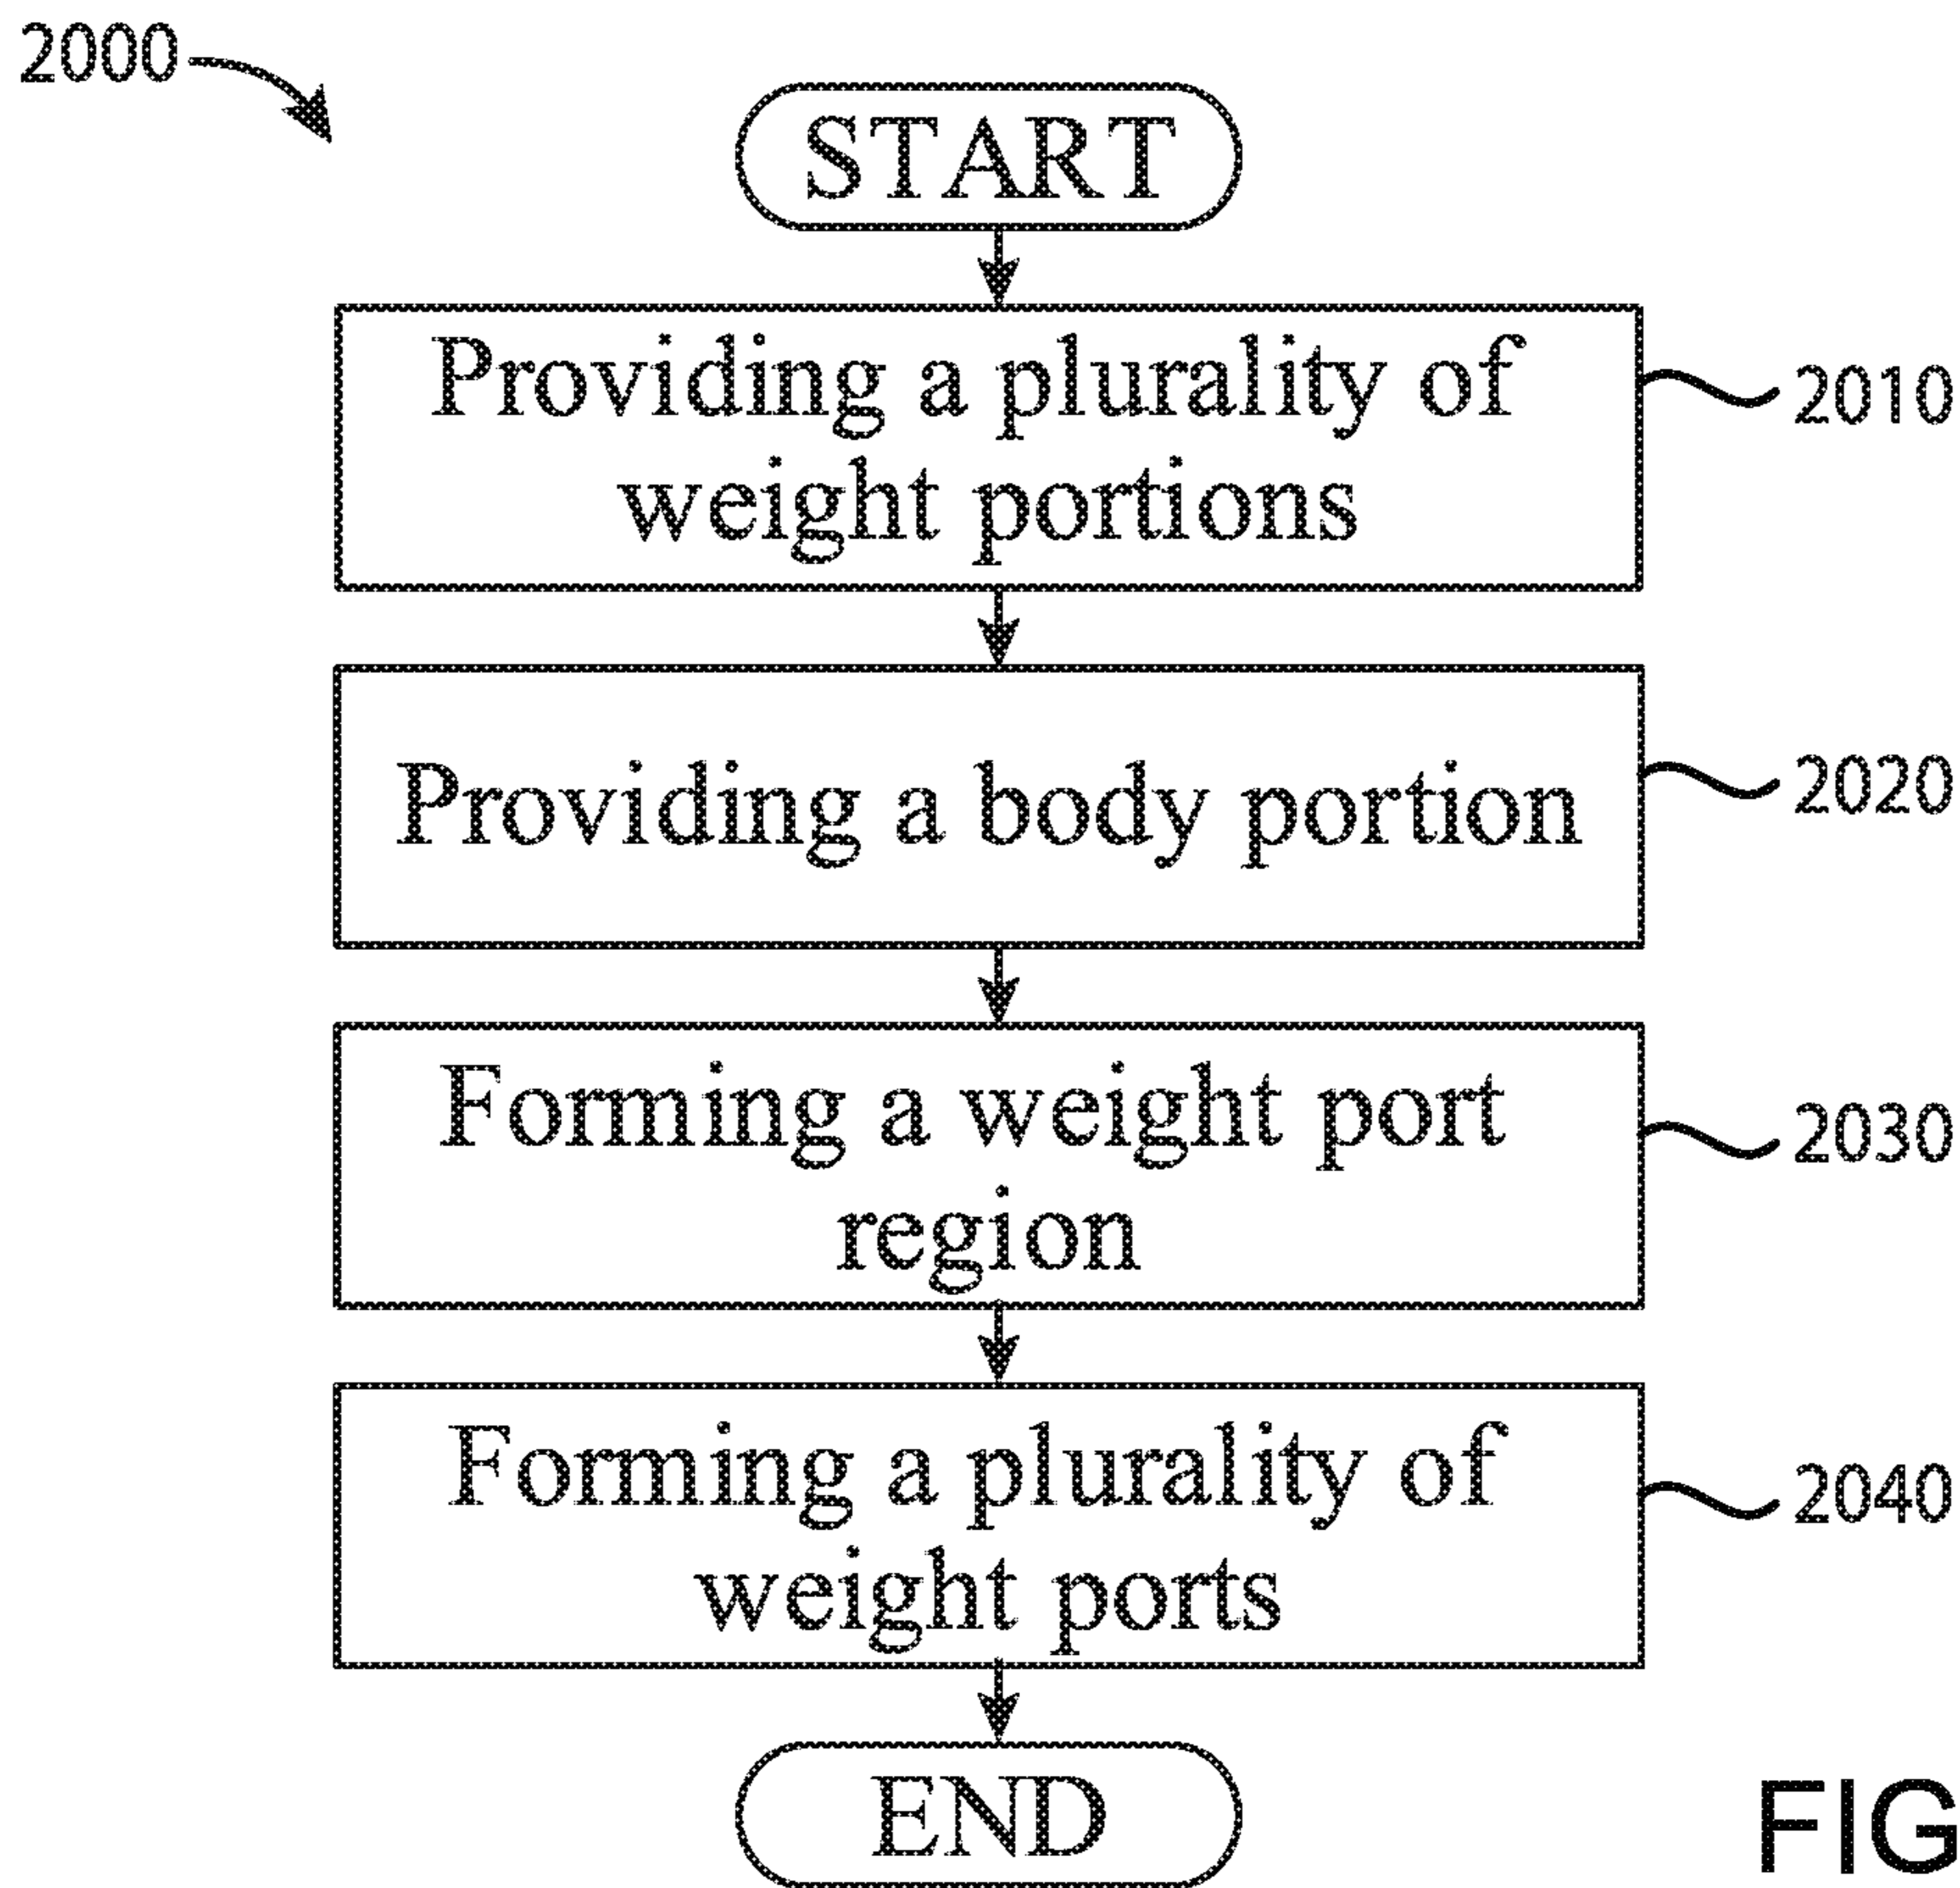 2000
START
Providing a plurality of
weight portions
2010
Providing a body portion
2020
Forming a weight port
region
2030
Forming a plurality of
weight ports
2040
END
FIG